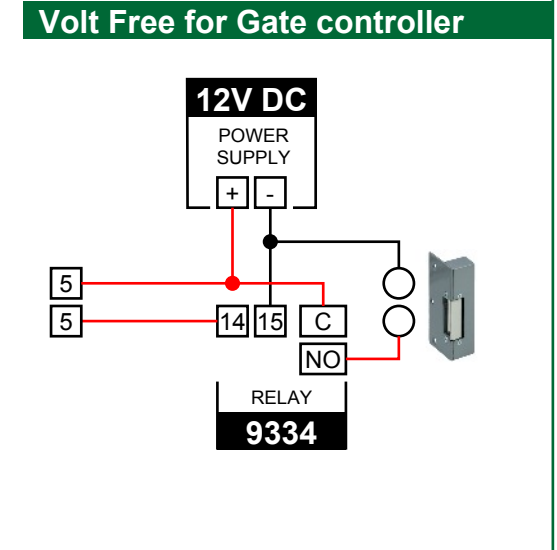 Volt Free for Gate controller
12V DC
POWER
SUPPLY
+ -
5
5
14 15 C
NO
RELAY
9334